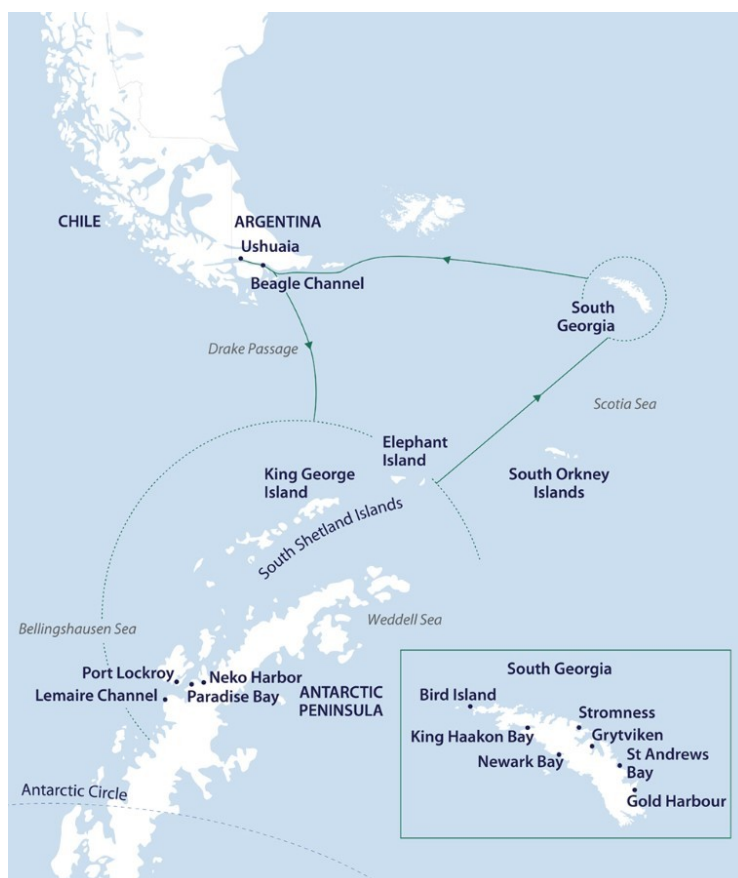 CHILE
ARGENTINA
Ushuaia
Beagle Channel
South
Georgia
Drake Passage
Scotia Sea
Elephant
Island
King George
Island
South Orkney
Islands
South Shetland Islands
Weddell Sea
Bellingshausen Sea
Port Lockroy
Neko Harbor
Lemaire Channel
Paradise Bay
ANTARCTIC
PENINSULA
Antarctic Circle
South Georgia
Bird Island
Stromness
King Haakon Bay
Grytviken
Newark Bay
St Andrews
Bay
Gold Harbour